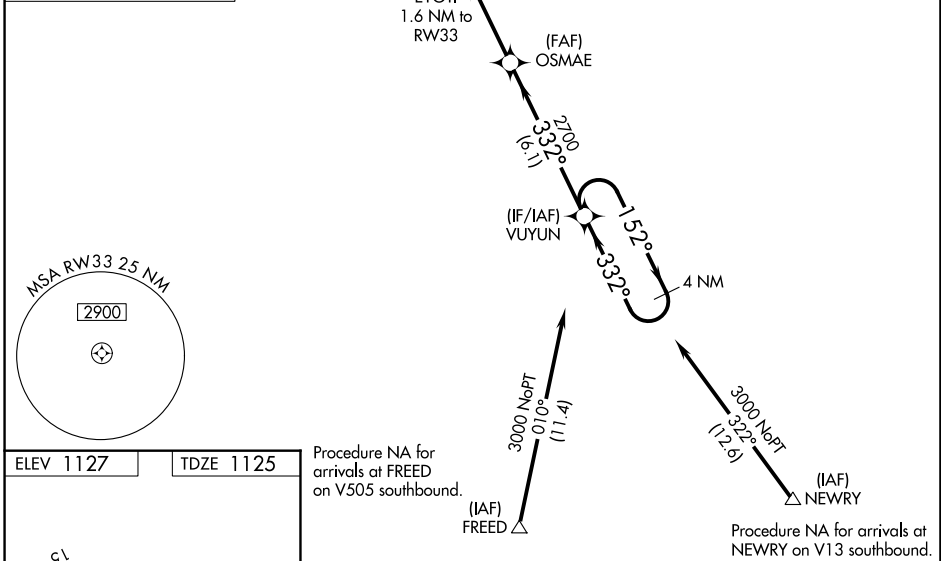 1.6 NM to
RW33
(FAF)
OSMAE
2700
332°
(6.1)
(IF/IAF)
VUYUN
152°
332°
4 NM
MSA RW33 25 NM
2900
3000 NoPT
010°
(11.4)
3000 NoPT
322°
(12.6)
ELEV 1127
TDZE 1125
Procedure NA for
arrivals at FREED
on V505 southbound.
(IAF)
FREED
(IAF)
NEWRY
Procedure NA for arrivals at
NEWRY on V13 southbound.
15